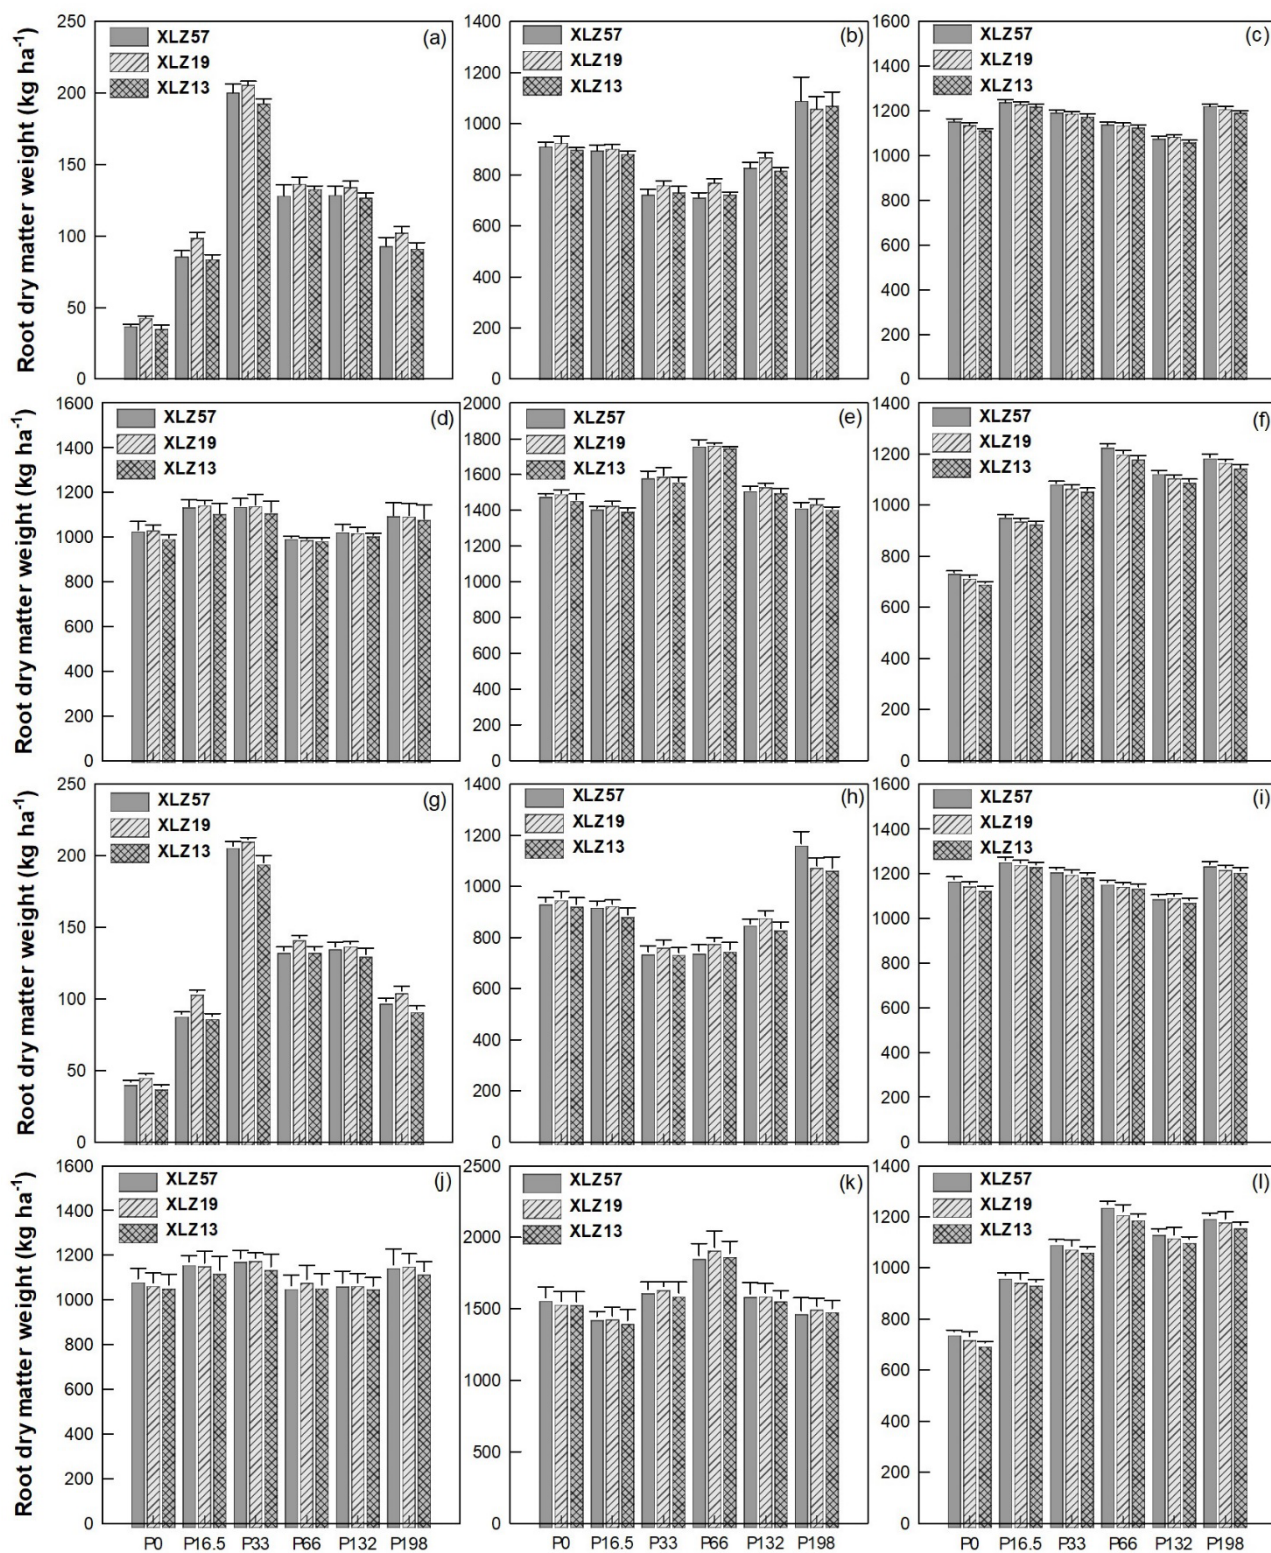 Root dry matter weight (kg ha⁻¹)
250
200
150
100
50
0
XLZ57
XLZ19
XLZ13
(a)
1400
1200
1000
800
600
400
200
0
XLZ57
XLZ19
XLZ13
(b)
1600
1400
1200
1000
800
600
400
200
0
XLZ57
XLZ19
XLZ13
(c)
Root dry matter weight (kg ha⁻¹)
1600
1400
1200
1000
800
600
400
200
0
XLZ57
XLZ19
XLZ13
(d)
2000
1800
1600
1400
1200
1000
800
600
400
200
0
XLZ57
XLZ19
XLZ13
(e)
1400
1200
1000
800
600
400
200
0
XLZ57
XLZ19
XLZ13
(f)
Root dry matter weight (kg ha⁻¹)
250
200
150
100
50
0
XLZ57
XLZ19
XLZ13
(g)
1400
1200
1000
800
600
400
200
0
XLZ57
XLZ19
XLZ13
(h)
1600
1400
1200
1000
800
600
400
200
0
XLZ57
XLZ19
XLZ13
(i)
Root dry matter weight (kg ha⁻¹)
1600
1400
1200
1000
800
600
400
200
0
XLZ57
XLZ19
XLZ13
(j)
P0 P16.5 P33 P66 P132 P198
2500
2000
1500
1000
500
0
XLZ57
XLZ19
XLZ13
(k)
P0 P16.5 P33 P66 P132 P198
1400
1200
1000
800
600
400
200
0
XLZ57
XLZ19
XLZ13
(l)
P0 P16.5 P33 P66 P132 P198